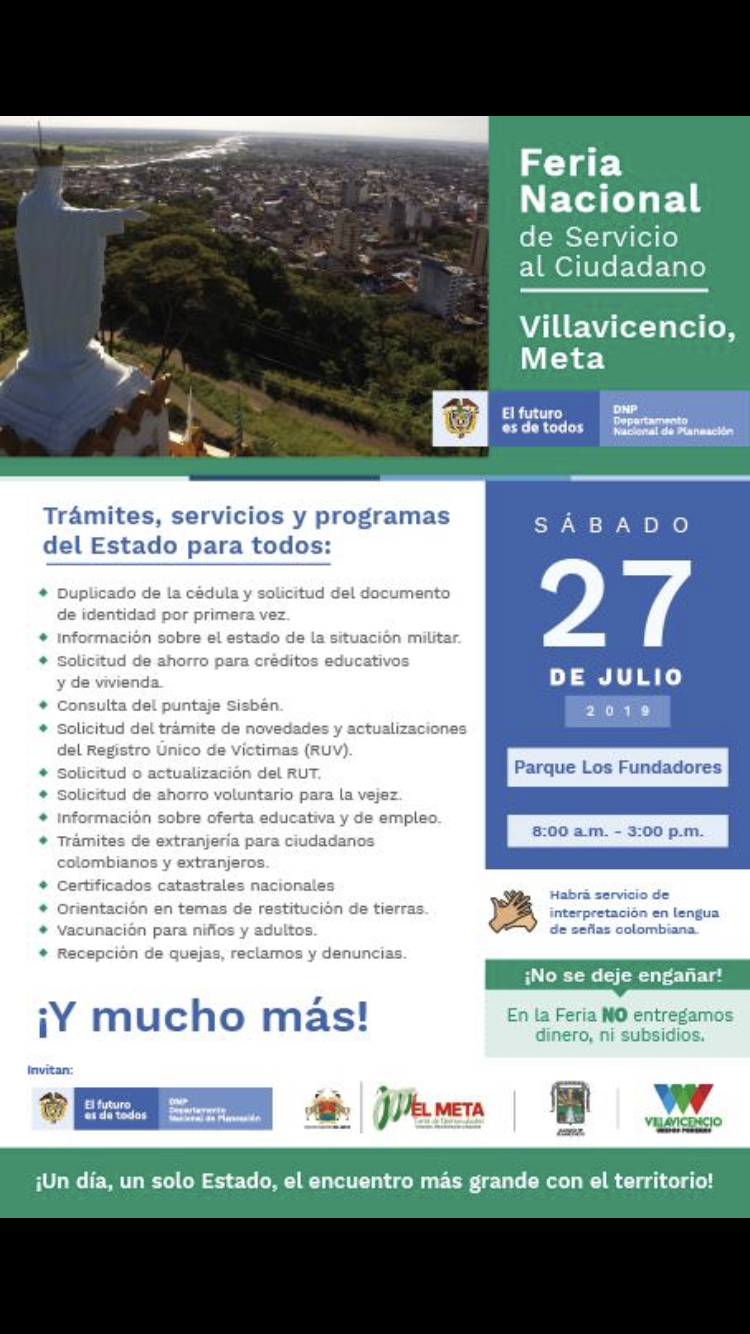 Feria
Nacional
de Servicio
al Ciudadano
Villavicencio,
Meta
El futuro
es de todos
DNP
Departamento
Nacional de Planeación
Trámites, servicios y programas
del Estado para todos:
Duplicado de la cédula y solicitud del documento
de identidad por primera vez.
Información sobre el estado de la situación militar.
Solicitud de ahorro para créditos educativos
y de vivienda.
Consulta del puntaje Sisbén.
Solicitud del trámite de novedades y actualizaciones
del Registro Único de Víctimas (RUV).
Solicitud o actualización del RUT.
Solicitud de ahorro voluntario para la vejez.
Información sobre oferta educativa y de empleo.
Trámites de extranjería para ciudadanos
colombianos y extranjeros.
Certificados catastrales nacionales
Orientación en temas de restitución de tierras.
Vacunación para niños y adultos.
Recepción de quejas, reclamos y denuncias.
¡Y mucho más!
SÁBADO
27
DE JULIO
2019
Parque Los Fundadores
8:00 a.m. - 3:00 p.m.
Habrá servicio de
interpretación en lengua
de señas colombiana.
¡No se deje engañar!
En la Feria NO entregamos
dinero, ni subsidios.
Invitan:
El futuro
es de todos
DNP
Departamento
Nacional de Planeación
EL META
VILLAVICENCIO
¡Un día, un solo Estado, el encuentro más grande con el territorio!